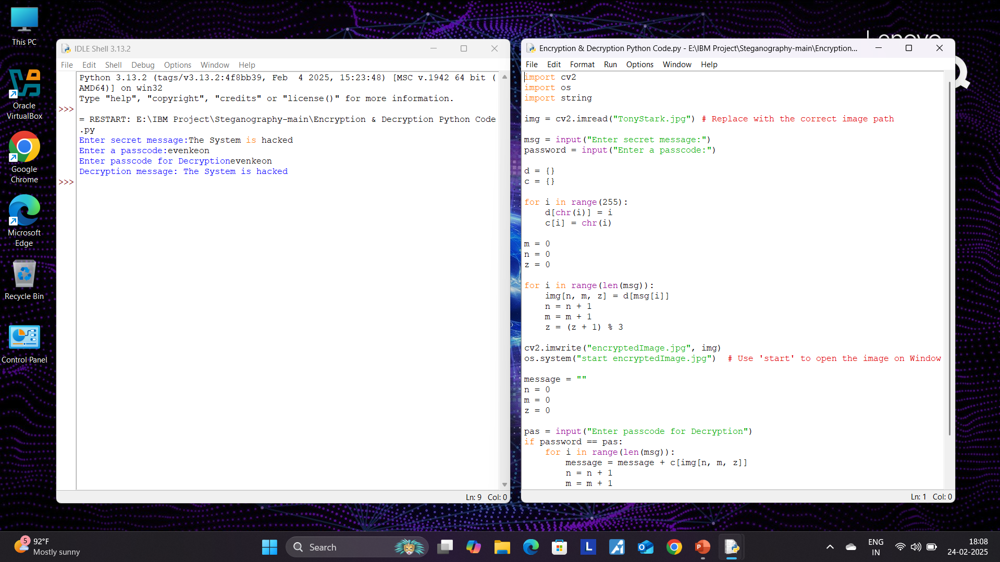 This PC
Oracle
VirtualBox
Google
Chrome
Microsoft
Edge
Recycle Bin
Control Panel
IDLE Shell 3.13.2
File Edit Shell Debug Options Window Help
Python 3.13.2 (tags/v3.13.2:4f8bb39, Feb  4 2025, 15:23:48) [MSC v.1942 64 bit (
AMD64)] on win32
Type "help", "copyright", "credits" or "license()" for more information.
>>>
= RESTART: E:\IBM Project\Steganography-main\Encryption & Decryption Python Code
.py
Enter secret message:The System is hacked
Enter a passcode:evenkeon
Enter passcode for Decryptionevenkeon
Decryption message: The System is hacked
>>>
Ln: 9 Col: 0
Encryption & Decryption Python Code.py - E:\IBM Project\Steganography-main\Encryption...
File Edit Format Run Options Window Help
import cv2
import os
import string
img = cv2.imread("TonyStark.jpg") # Replace with the correct image path
msg = input("Enter secret message:")
password = input("Enter a passcode:")
d = {}
c = {}
for i in range(255):
    d[chr(i)] = i
    c[i] = chr(i)
m = 0
n = 0
z = 0
for i in range(len(msg)):
    img[n, m, z] = d[msg[i]]
    n = n + 1
    m = m + 1
    z = (z + 1) % 3
cv2.imwrite("encryptedImage.jpg", img)
os.system("start encryptedImage.jpg")  # Use 'start' to open the image on Window
message = ""
n = 0
m = 0
z = 0
pas = input("Enter passcode for Decryption")
if password == pas:
    for i in range(len(msg)):
        message = message + c[img[n, m, z]]
        n = n + 1
        m = m + 1
Ln: 1 Col: 0
Lenovo
5
92°F
Mostly sunny
Search
L
P
ENG
IN
18:08
24-02-2025